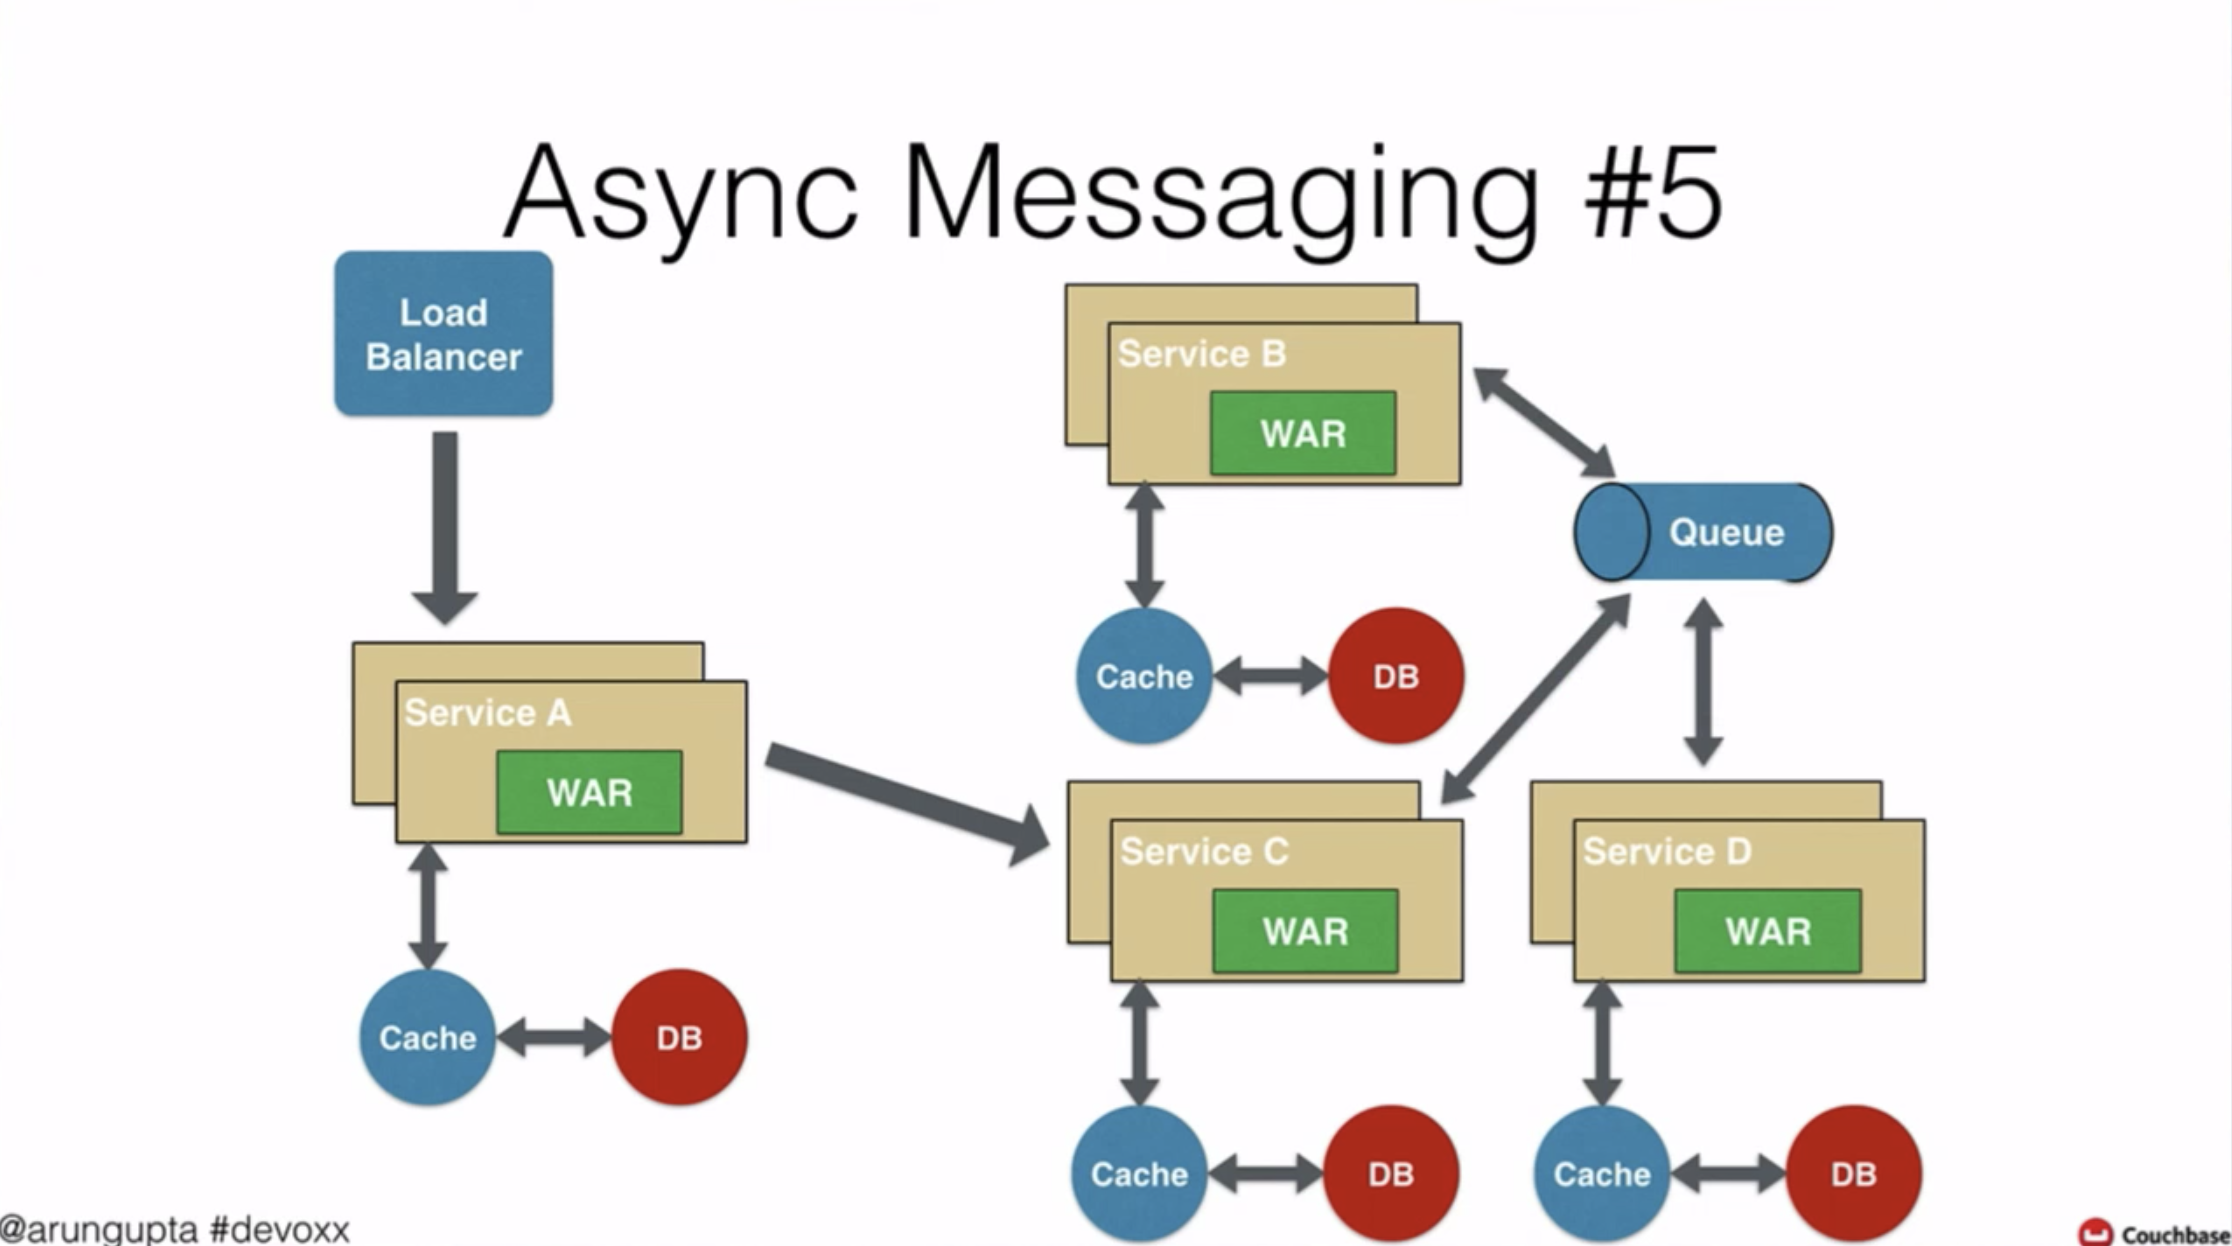 Async Messaging #5
Load
Balancer
Service B
WAR
Queue
Cache
DB
Service A
WAR
Service C
WAR
Service D
WAR
Cache
DB
Cache
DB
Cache
DB
@arungupta #devoxx
Couchbase